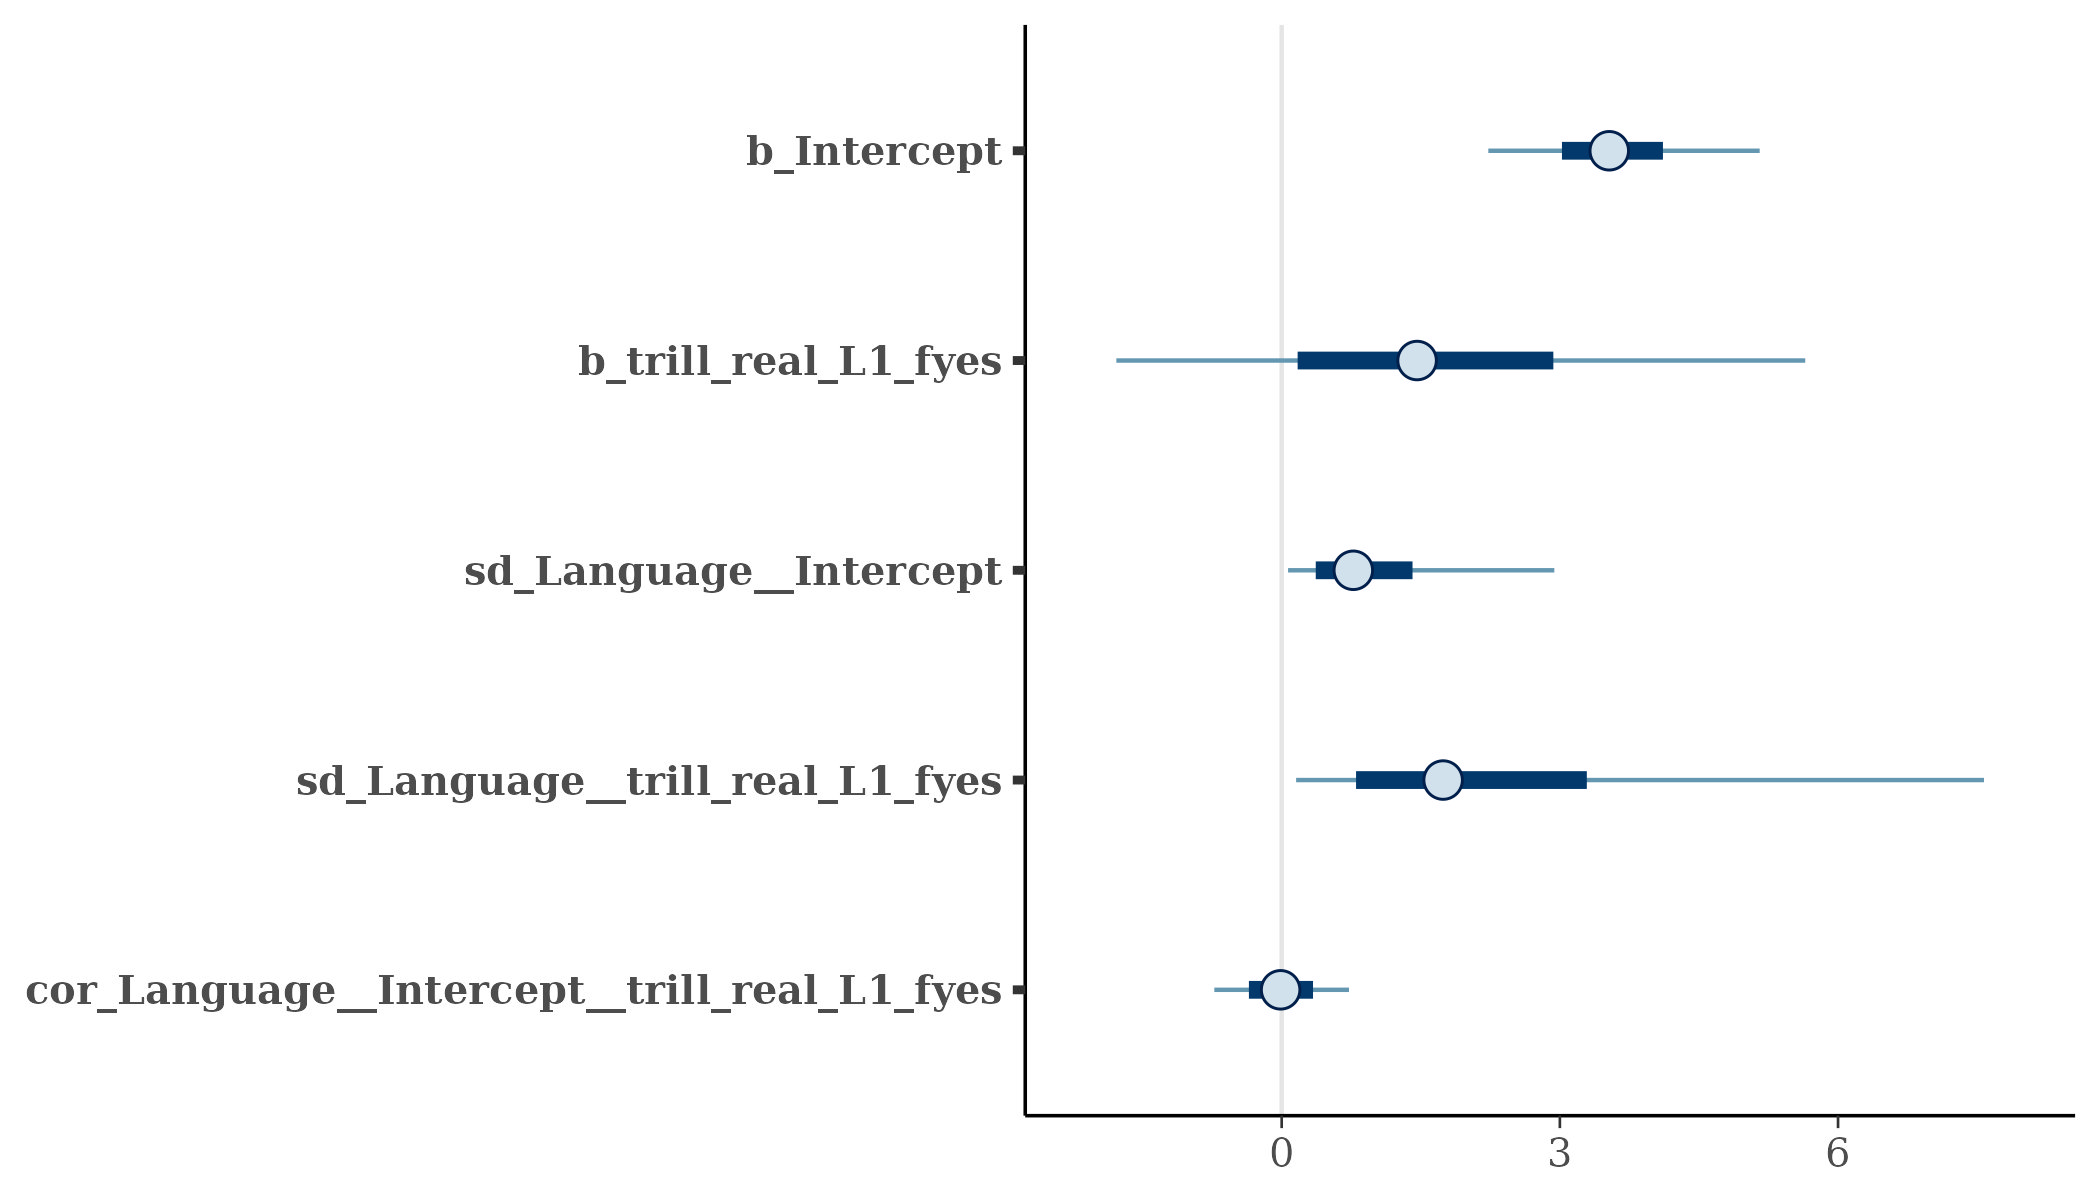 b_Intercept
b_trill_real_L1_fyes
sd_Language__Intercept
sd_Language__trill_real_L1_fyes
cor_Language__Intercept__trill_real_L1_fyes
0 3 6